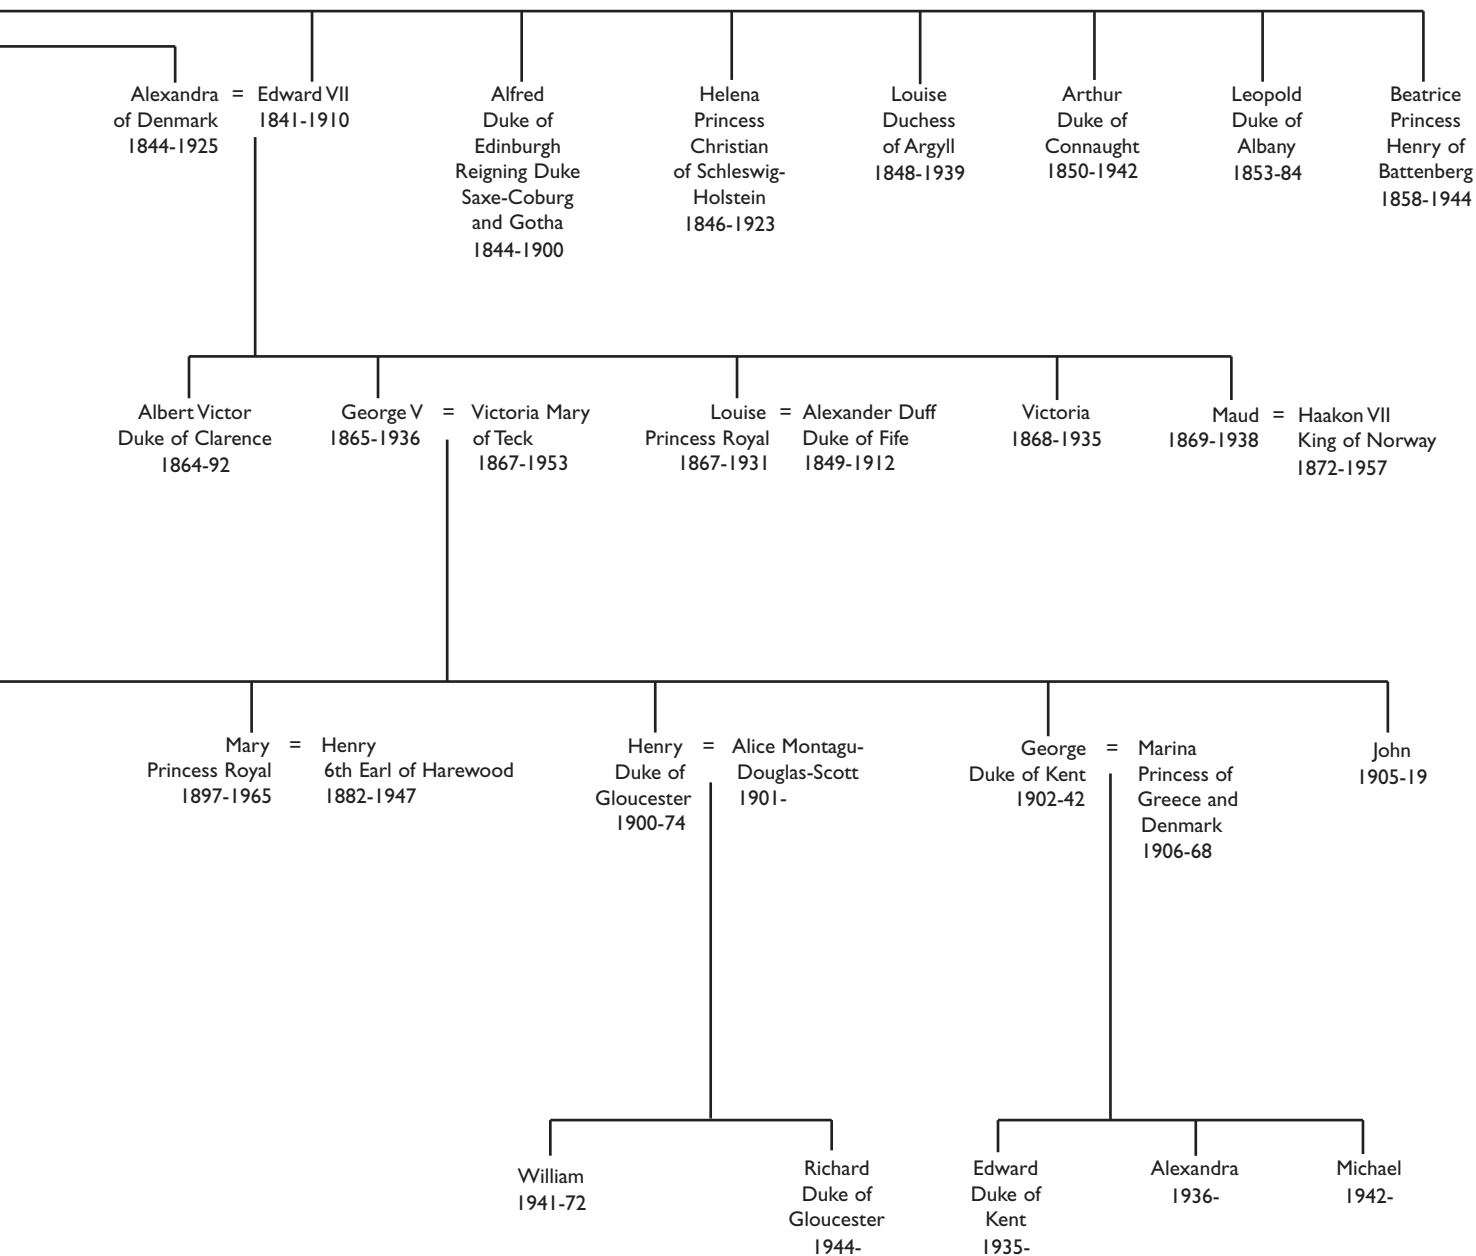 Alexandra = Edward VII
of Denmark 1841-1910
1844-1925
Alfred
Duke of
Edinburgh
Reigning Duke
Saxe-Coburg
and Gotha
1844-1900
Helena
Princess
Christian
of Schleswig-
Holstein
1846-1923
Louise
Duchess
of Argyll
1848-1939
Arthur
Duke of
Connaught
1850-1942
Leopold
Duke of
Albany
1853-84
Beatrice
Princess
Henry of
Battenberg
1858-1944
Albert Victor
Duke of Clarence
1864-92
George V = Victoria Mary
1865-1936 of Teck
1867-1953
Louise = Alexander Duff
Princess Royal Duke of Fife
1867-1931 1849-1912
Victoria
1868-1935
Maud = Haakon VII
1869-1938 King of Norway
1872-1957
Mary = Henry
Princess Royal 6th Earl of Harewood
1897-1965 1882-1947
Henry = Alice Montagu-
Duke of Douglas-Scott
Gloucester 1901-
1900-74
George = Marina
Duke of Kent Princess of
1902-42 Greece and
Denmark
1906-68
John
1905-19
William
1941-72
Richard
Duke of
Gloucester
1944-
Edward
Duke of
Kent
1935-
Alexandra
1936-
Michael
1942-